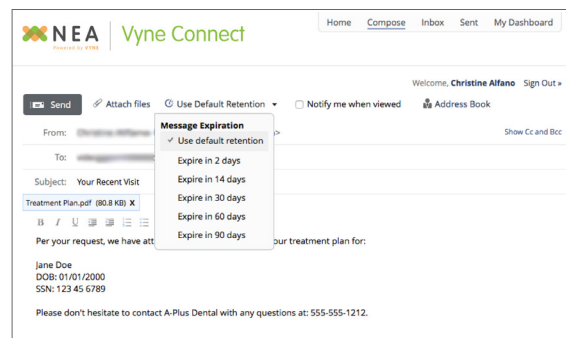 Home Compose Inbox Sent My Dashboard
NEA Vyne Connect
Powered by VYNE
Welcome, Christine Alfano Sign Out »
Send Attach files Use Default Retention Notify me when viewed Address Book
Message Expiration
From: > Show Cc and Bcc
Use default retention
To:
Expire in 2 days
Expire in 14 days
Subject: Your Recent Visit
Expire in 30 days
Treatment Plan.pdf (80.8 KB) X
Expire in 60 days
B I U
Expire in 90 days
Per your request, we have att our treatment plan for:
Jane Doe
DOB: 01/01/2000
SSN: 123 45 6789
Please don't hesitate to contact A-Plus Dental with any questions at: 555-555-1212.